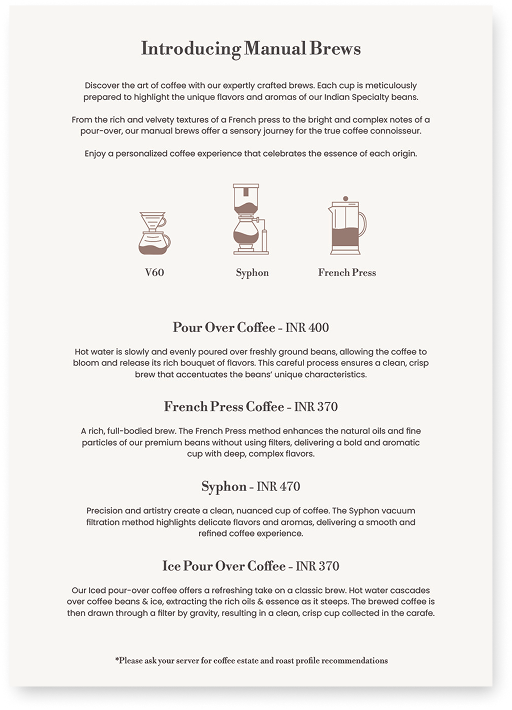 Introducing Manual Brews
Discover the art of coffee with our expertly crafted brews. Each cup is meticulously
prepared to highlight the unique flavors and aromas of our Indian Specialty beans.
From the rich and velvety textures of a French press to the bright and complex notes of a
pour-over, our manual brews offer a sensory journey for the true coffee connoisseur.
Enjoy a personalized coffee experience that celebrates the essence of each origin.
V60
Syphon
French Press
Pour Over Coffee - INR 400
Hot water is slowly and evenly poured over freshly ground beans, allowing the coffee to
bloom and release its rich bouquet of flavors. This careful process ensures a clean, crisp
brew that accentuates the beans' unique characteristics.
French Press Coffee - INR 370
A rich, full-bodied brew. The French Press method enhances the natural oils and fine
particles of our premium beans without using filters, delivering a bold and aromatic
cup with deep, complex flavors.
Syphon - INR 470
Precision and artistry create a clean, nuanced cup of coffee. The Syphon vacuum
filtration method highlights delicate flavors and aromas, delivering a smooth and
refined coffee experience.
Ice Pour Over Coffee - INR 370
Our Iced pour-over coffee offers a refreshing take on a classic brew. Hot water cascades
over coffee beans & ice, extracting the rich oils & essence as it steeps. The brewed coffee is
then drawn through a filter by gravity, resulting in a clean, crisp cup collected in the carafe.
*Please ask your server for coffee estate and roast profile recommendations